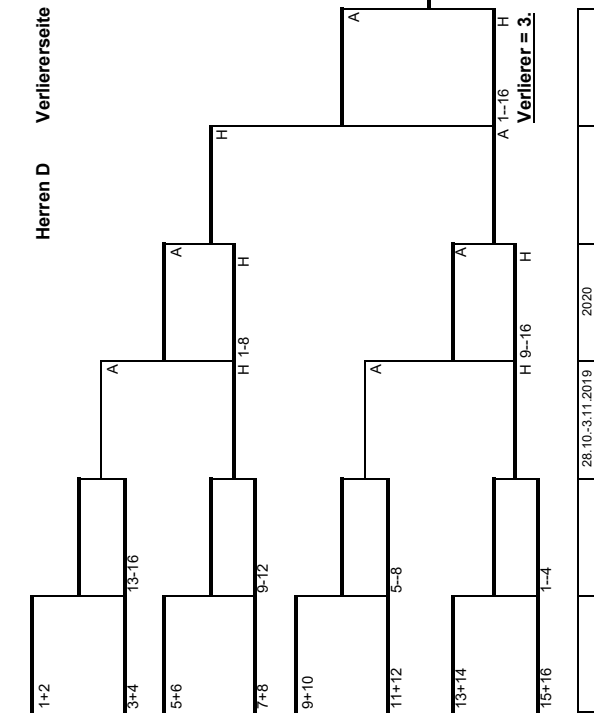 Herren D Verliererseite
1+2
3+4
13-16
5+6
7+8
9-12
A
H 1-8
A
H
H
9+10
11+12
5--8
13+14
15+16
1--4
A
H 9--16
A
H
A 1--16
A
H
Verlierer = 3.
28.10.-3.11.2019
2020